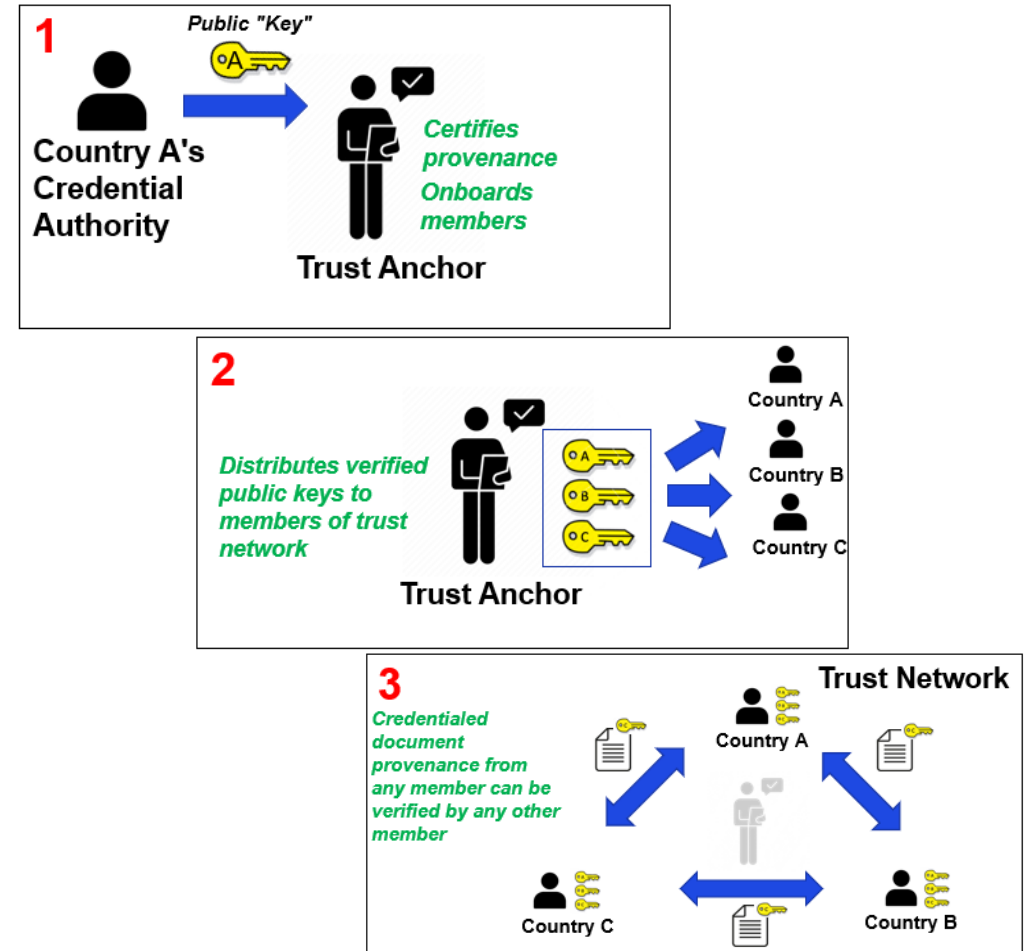 1
Public "Key"
A
Country A's
Credential
Authority
Certifies
provenance
Onboards
members
Trust Anchor
2
Distributes verified
public keys to
members of trust
network
A
B
C
Trust Anchor
Country A
Country B
Country C
3
Trust Network
Credentialed
document
provenance from
any member can be
verified by any other
member
A
B
C
Country A
C
C
A
B
C
Country C
C
A
B
C
Country B